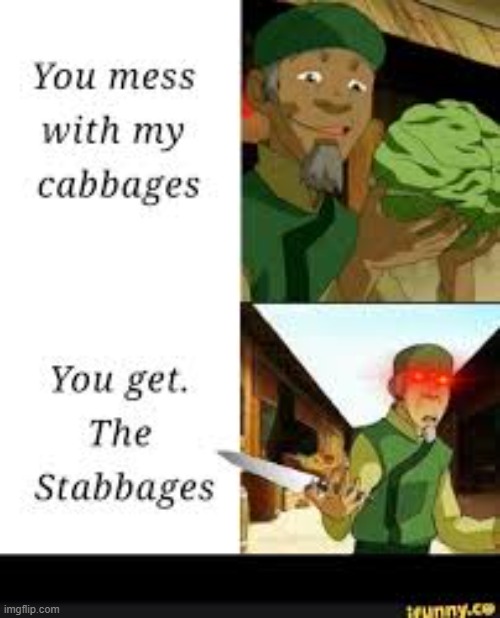 You mess
with my
cabbages
You get.
The
Stabbages
imgflip.com
ifunny.co